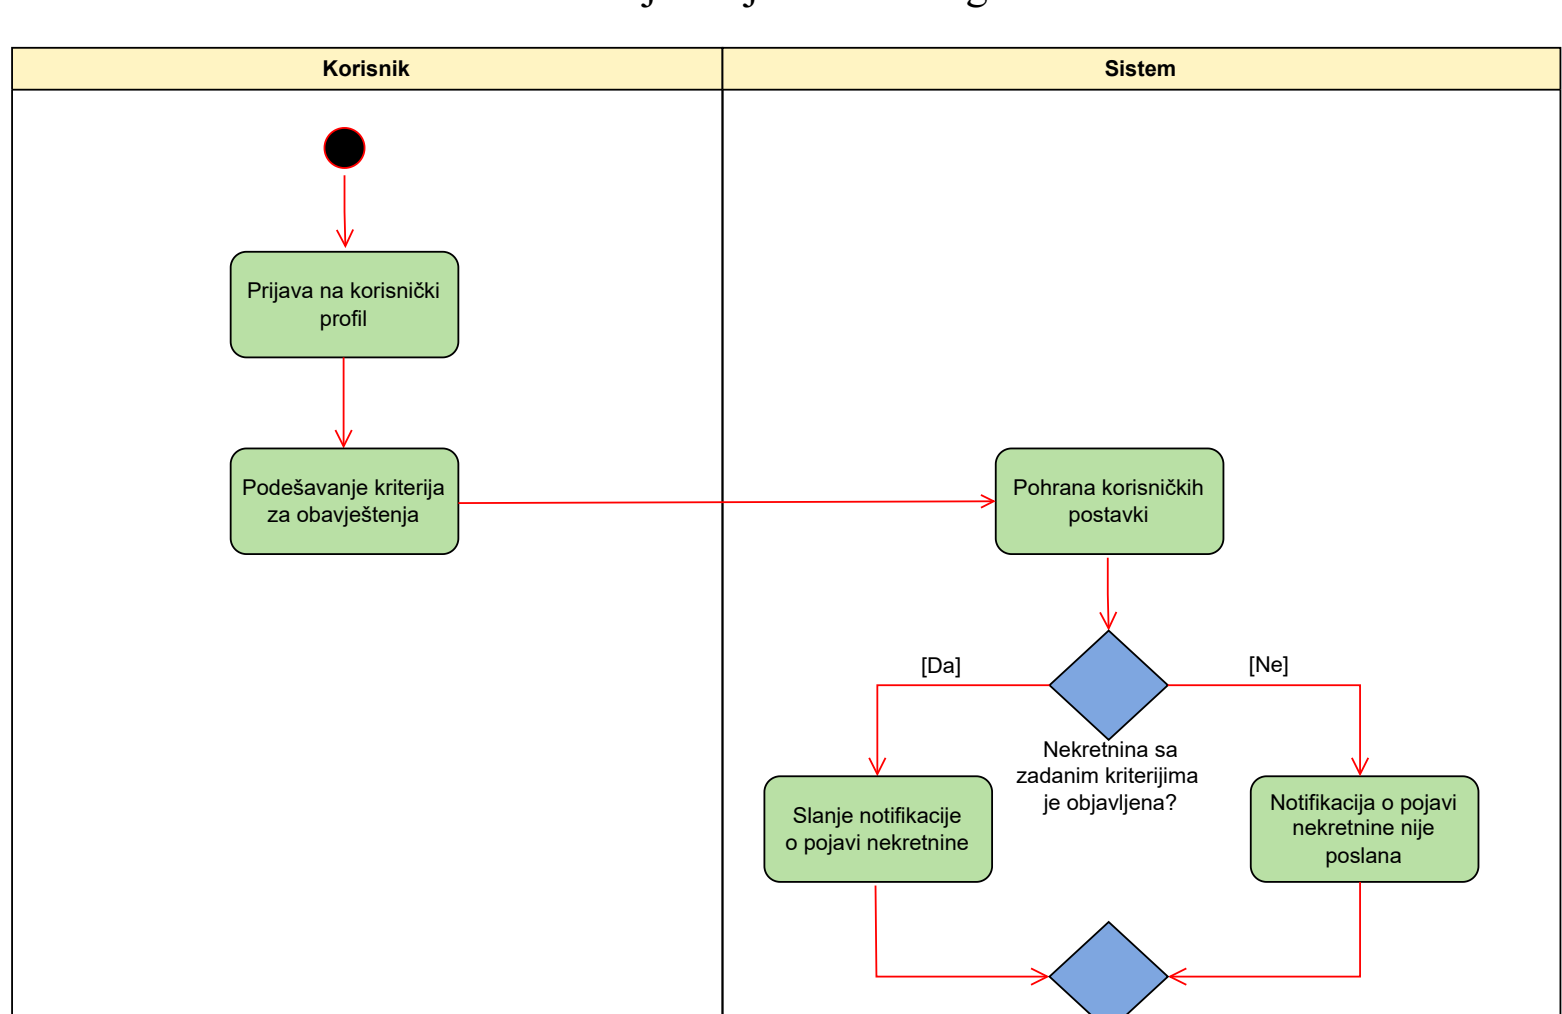 Korisnik
Sistem
Prijava na korisnički
profil
Podešavanje kriterija
za obavještenja
Pohrana korisničkih
postavki
[Da]
[Ne]
Nekretnina sa
zadanim kriterijima
je objavljena?
Slanje notifikacije
o pojavi nekretnine
Notifikacija o pojavi
nekretnine nije
poslana